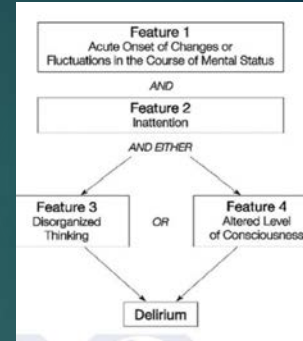 Feature 1
Acute Onset of Changes or
Fluctuations in the Course of Mental Status
AND
Feature 2
Inattention
AND EITHER
Feature 3
Disorganized
Thinking
OR
Feature 4
Altered Level
of Consciousness
Delirium